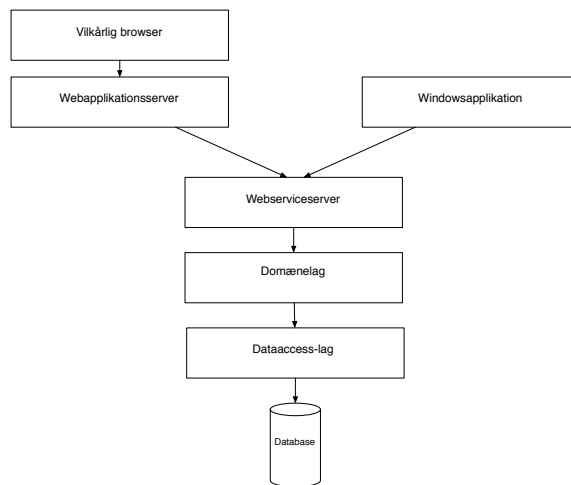 Vilkårlig browser
Webapplikationsserver
Windowsapplikation
Webserviceserver
Domænelag
Dataaccess-lag
Database